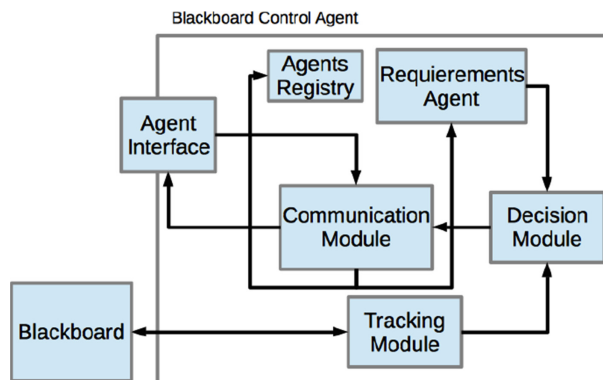 Blackboard Control Agent
Agents
Registry
Requierements
Agent
Agent
Interface
Communication
Module
Decision
Module
Blackboard
Tracking
Module